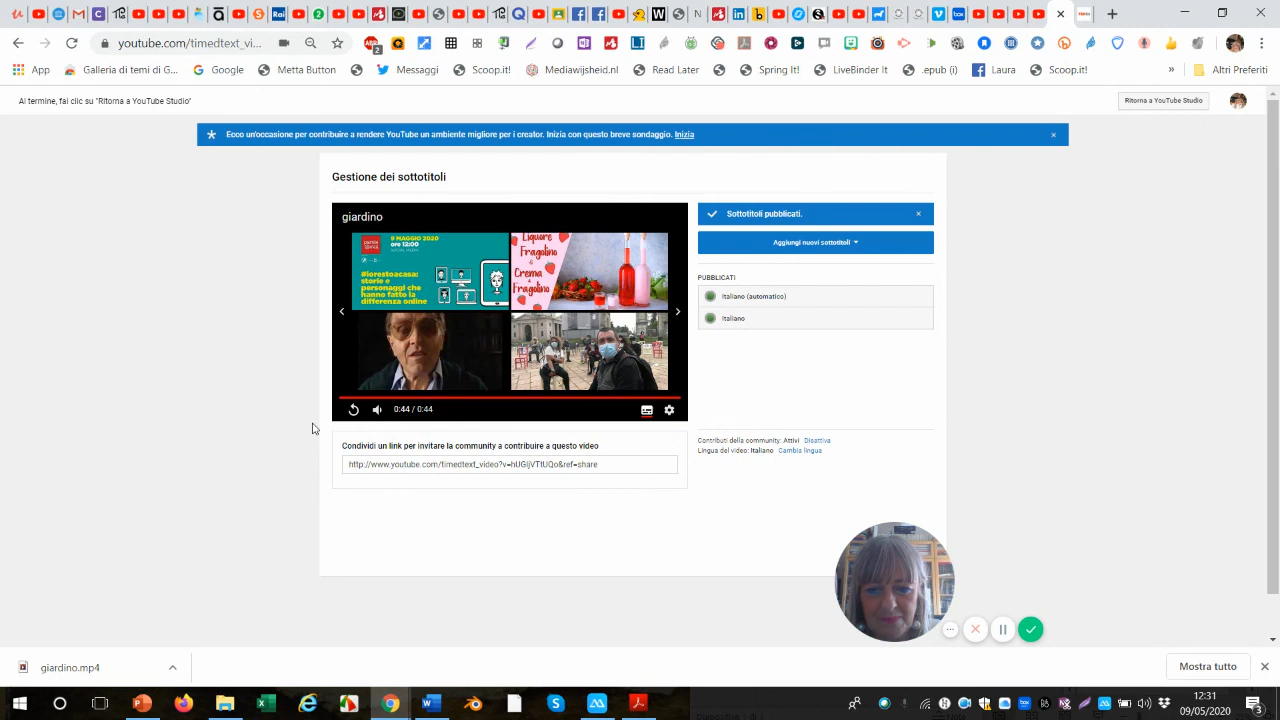 youtube.com/timedtext_vi...
2
App
Galleria di temi di G...
Google
Metta Button
Messaggi
Scoop.it!
Mediawijsheid.nl
Read Later
Spring It!
LiveBinder It
.epub (i)
Laura
Scoop.it!
»
Altri Preferiti
Al termine, fai clic su "Ritorna a YouTube Studio"
Ritorna a YouTube Studio
Ecco un'occasione per contribuire a rendere YouTube un ambiente migliore per i creator. Inizia con questo breve sondaggio. Inizia
Gestione dei sottotitoli
giardino
9 MAGGIO 2020
ore 12:00
#iorestoacasa:
storie e
personaggi che
hanno fatto la
differenza online
Liquore
Fragolino
&
Crema
di
Fragolino
0:44 / 0:44
Sottotitoli pubblicati.
Aggiungi nuovi sottotitoli
PUBBLICATI
Italiano (automatico)
Italiano
Condividi un link per invitare la community a contribuire a questo video
http://www.youtube.com/timedtext_video?v=hUGljVTtUQo&ref=share
Contributi della community: Attivi Disattiva
Lingua del video: Italiano Cambia lingua
giardino.mp4
Mostra tutto
12:31
09/05/2020